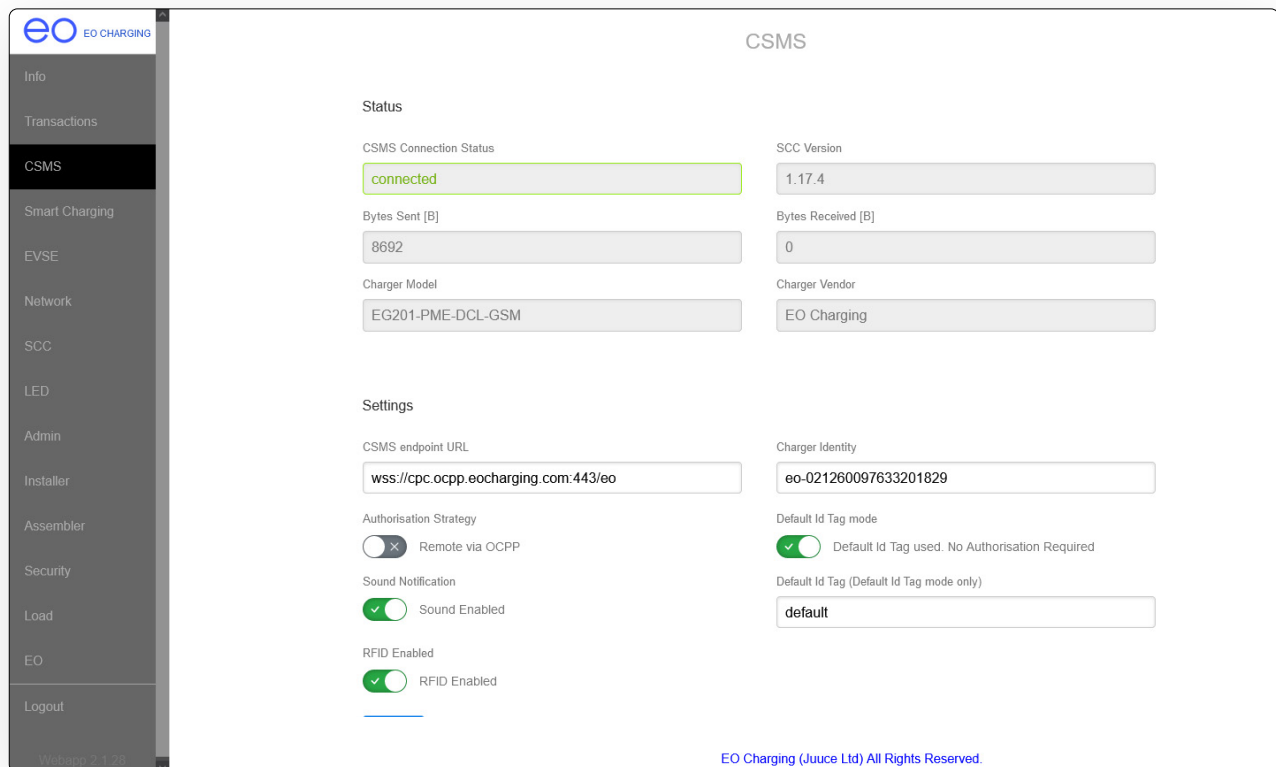 eo EO CHARGING
Info
Transactions
CSMS
Smart Charging
EVSE
Network
SCC
LED
Admin
Installer
Assembler
Security
Load
EO
Logout
Webapp 2.1.28
CSMS
Status
CSMS Connection Status
connected
SCC Version
1.17.4
Bytes Sent [B]
8692
Bytes Received [B]
0
Charger Model
EG201-PME-DCL-GSM
Charger Vendor
EO Charging
Settings
CSMS endpoint URL
wss://cpc.ocpp.eocharging.com:443/eo
Charger Identity
eo-021260097633201829
Authorisation Strategy
Remote via OCPP
Default Id Tag mode
Default Id Tag used. No Authorisation Required
Sound Notification
Sound Enabled
Default Id Tag (Default Id Tag mode only)
default
RFID Enabled
RFID Enabled
EO Charging (Juuce Ltd) All Rights Reserved.